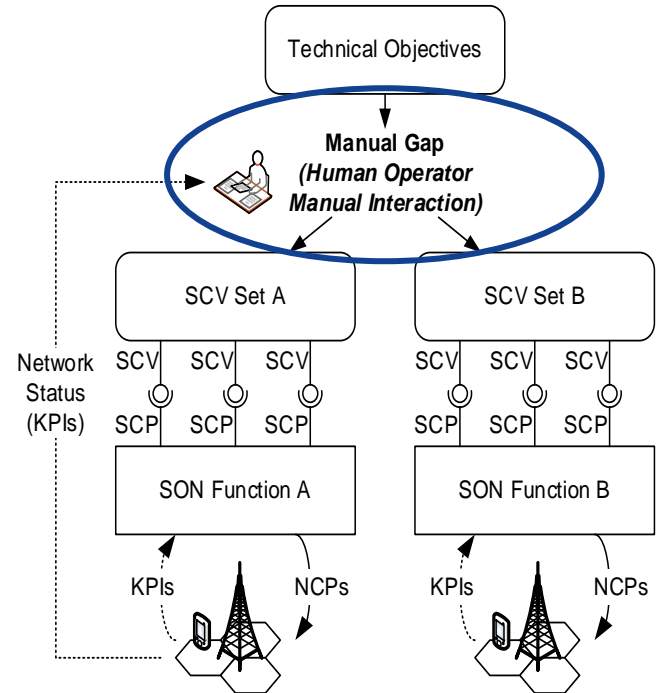 Technical Objectives
Manual Gap
(Human Operator
Manual Interaction)
SCV Set A
SCV Set B
Network
Status
(KPIs)
SCV SCV SCV
SCV SCV SCV
SCP SCP SCP
SCP SCP SCP
SON Function A
SON Function B
KPIs
NCPs
KPIs
NCPs